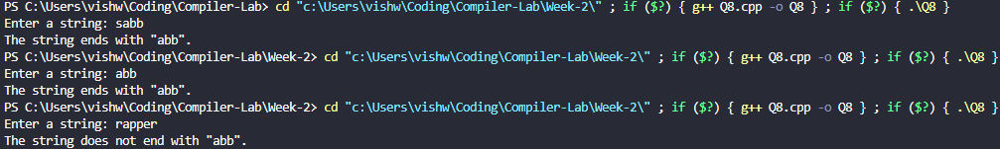 PS C:\Users\vishw\Coding\Compiler-Lab> cd "c:\Users\vishw\Coding\Compiler-Lab\Week-2\" ; if ($?) { g++ Q8.cpp -o Q8 } ; if ($?) { .\Q8 }
Enter a string: sabb
The string ends with "abb".
PS C:\Users\vishw\Coding\Compiler-Lab\Week-2> cd "c:\Users\vishw\Coding\Compiler-Lab\Week-2\" ; if ($?) { g++ Q8.cpp -o Q8 } ; if ($?) { .\Q8 }
Enter a string: abb
The string ends with "abb".
PS C:\Users\vishw\Coding\Compiler-Lab\Week-2> cd "c:\Users\vishw\Coding\Compiler-Lab\Week-2\" ; if ($?) { g++ Q8.cpp -o Q8 } ; if ($?) { .\Q8 }
Enter a string: rapper
The string does not end with "abb".